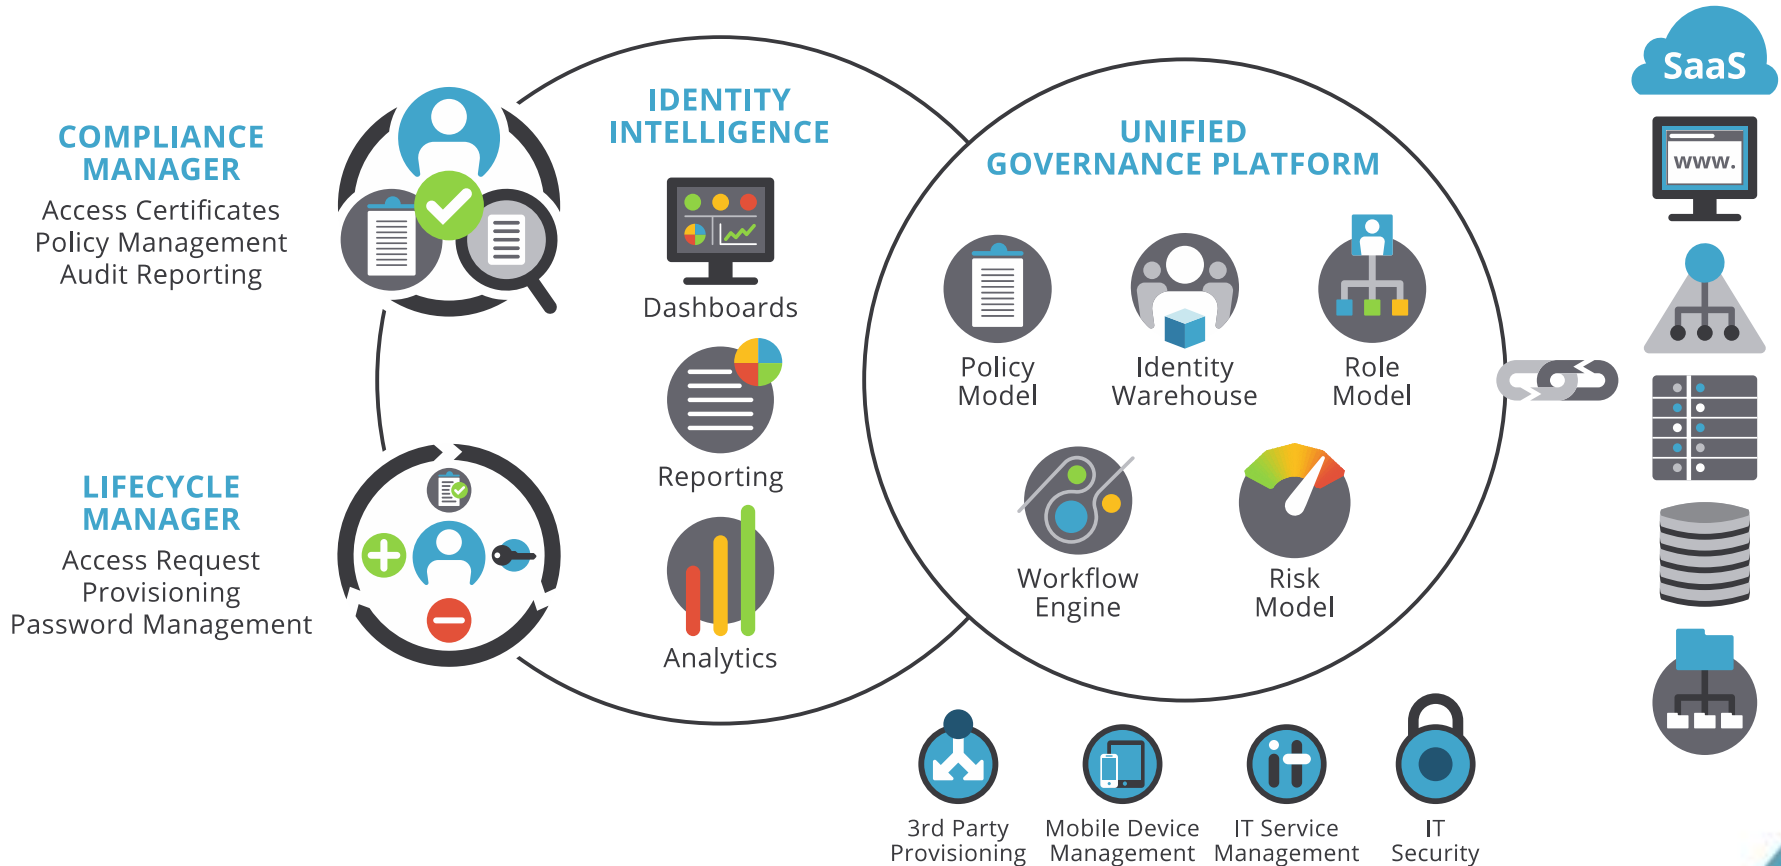 COMPLIANCE
MANAGER
Access Certificates
Policy Management
Audit Reporting
LIFECYCLE
MANAGER
Access Request
Provisioning
Password Management
IDENTITY
INTELLIGENCE
Dashboards
Reporting
Analytics
UNIFIED
GOVERNANCE PLATFORM
Policy
Model
Identity
Warehouse
Role
Model
Workflow
Engine
Risk
Model
3rd Party
Provisioning
Mobile Device
Management
it
IT Service
Management
IT
Security
SaaS
www.